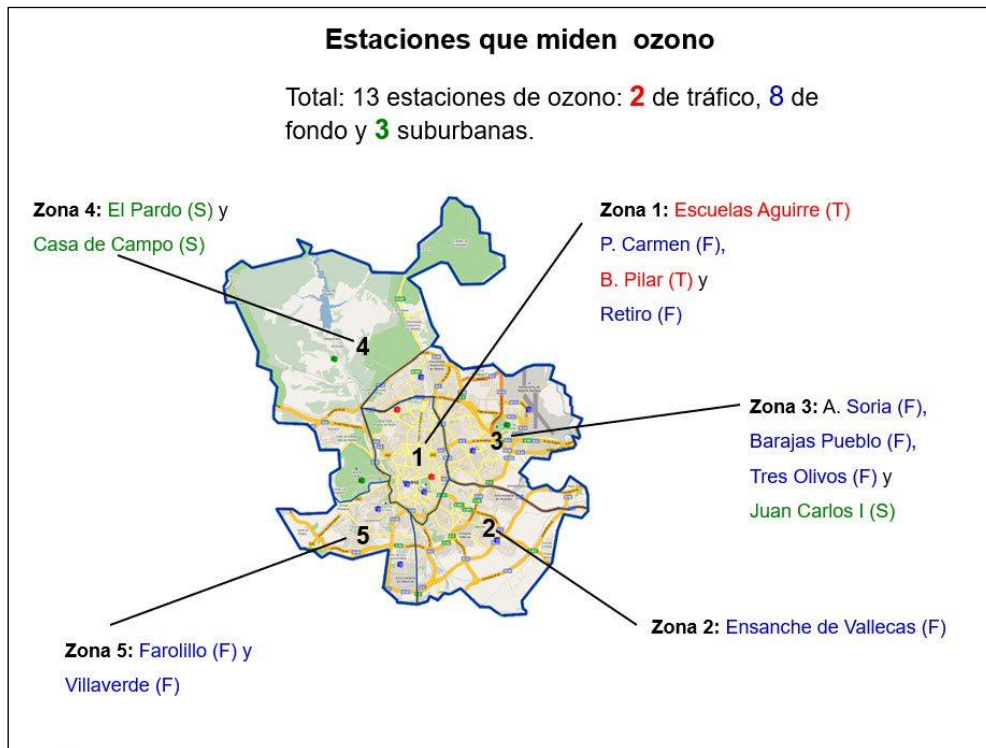 Estaciones que miden ozono
Total: 13 estaciones de ozono: 2 de tráfico, 8 de
fondo y 3 suburbanas.
Zona 4: El Pardo (S) y
Casa de Campo (S)
Zona 1: Escuelas Aguirre (T)
P. Carmen (F),
B. Pilar (T) y
Retiro (F)
4
Zona 3: A. Soria (F),
Barajas Pueblo (F),
Tres Olivos (F) y
Juan Carlos I (S)
3
1
Madrid
2
5
Zona 2: Ensanche de Vallecas (F)
Zona 5: Farolillo (F) y
Villaverde (F)